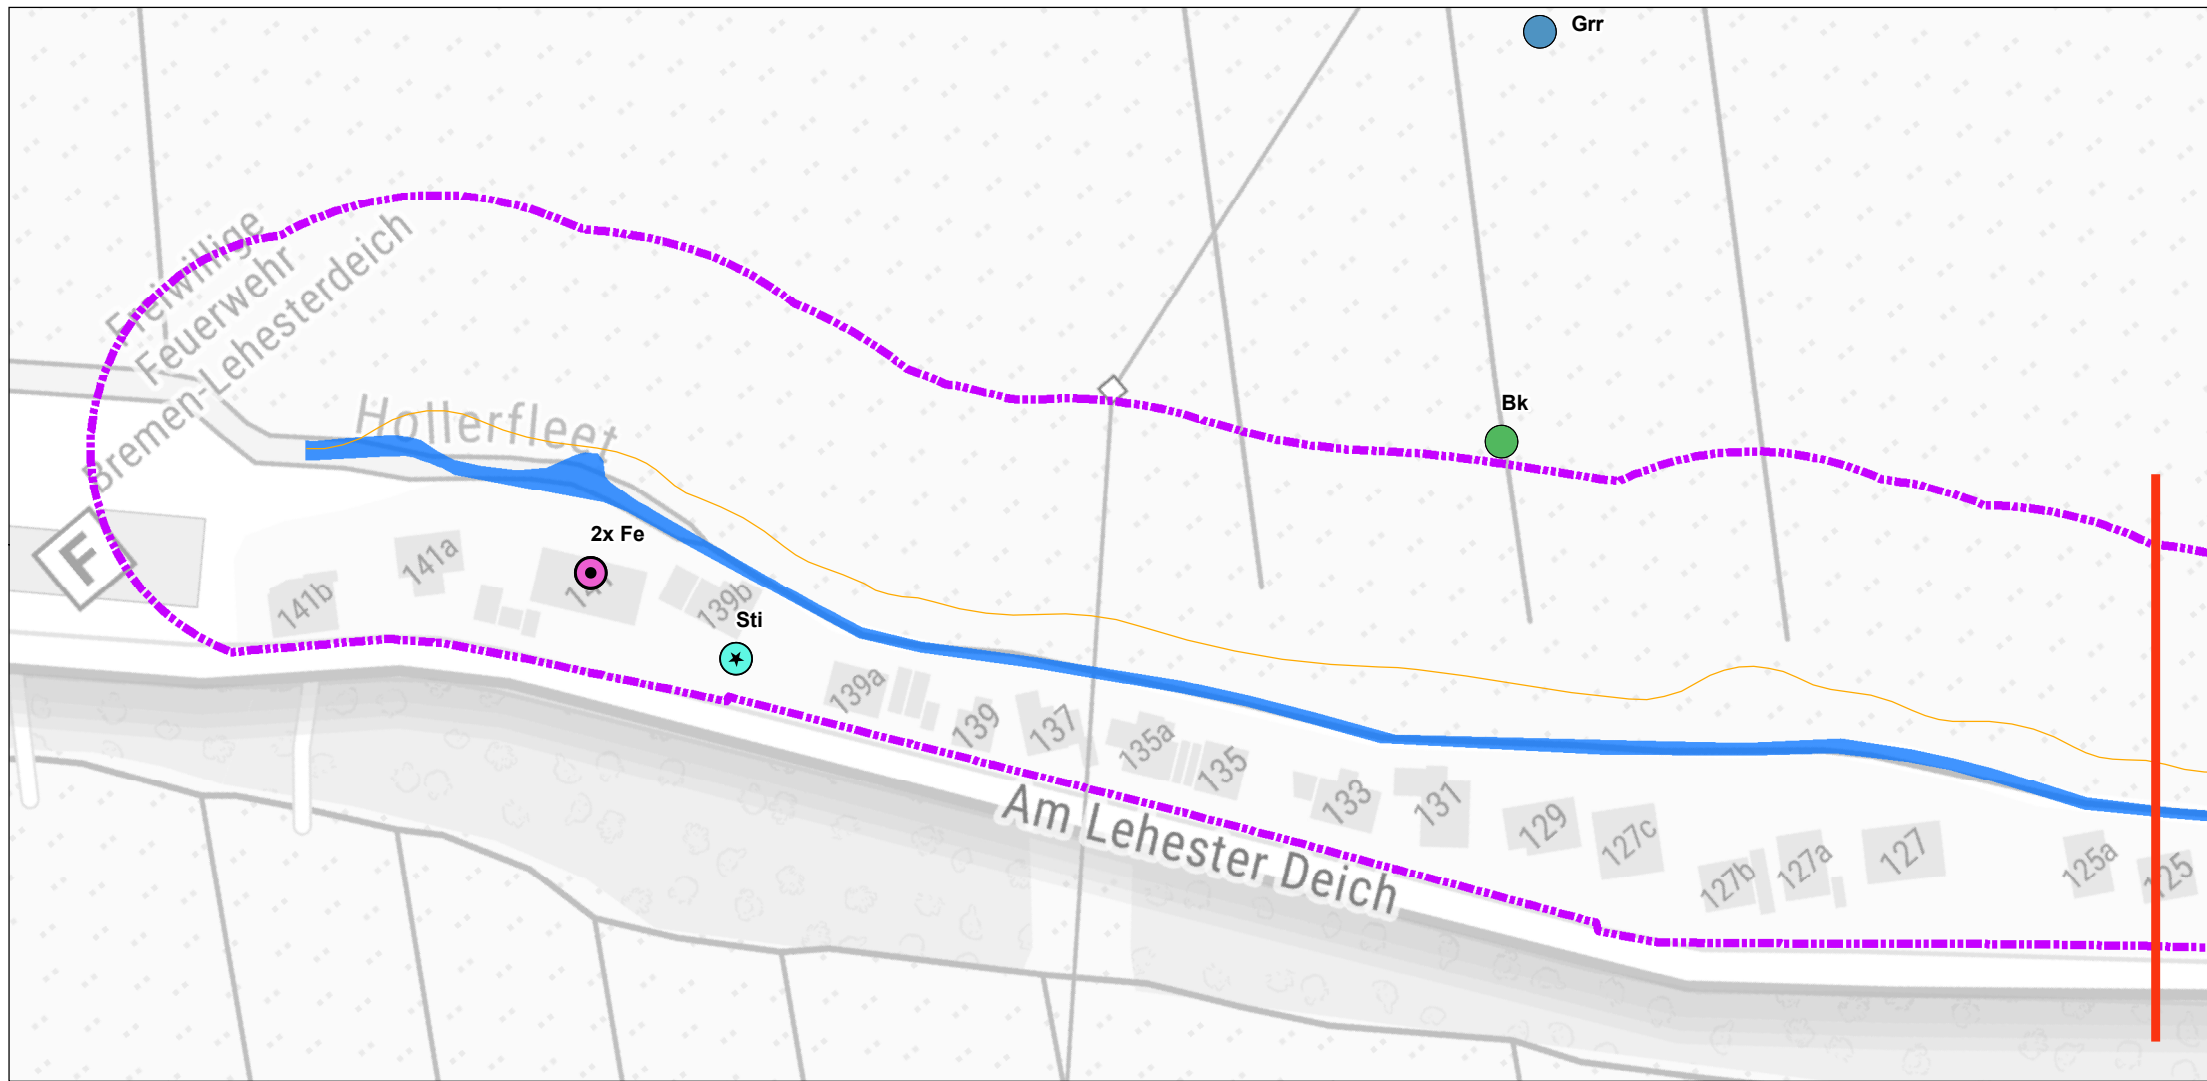 Grr
Freiwillige
Feuerwehr
Bremen-Lehesterdeich
Hollerfleet
Bk
F
2x Fe
141a
141b
139b
Sti
139a
139
137
135a
135
133
131
129
127c
127b
127a
127
125a
125
Am Lehester Deich